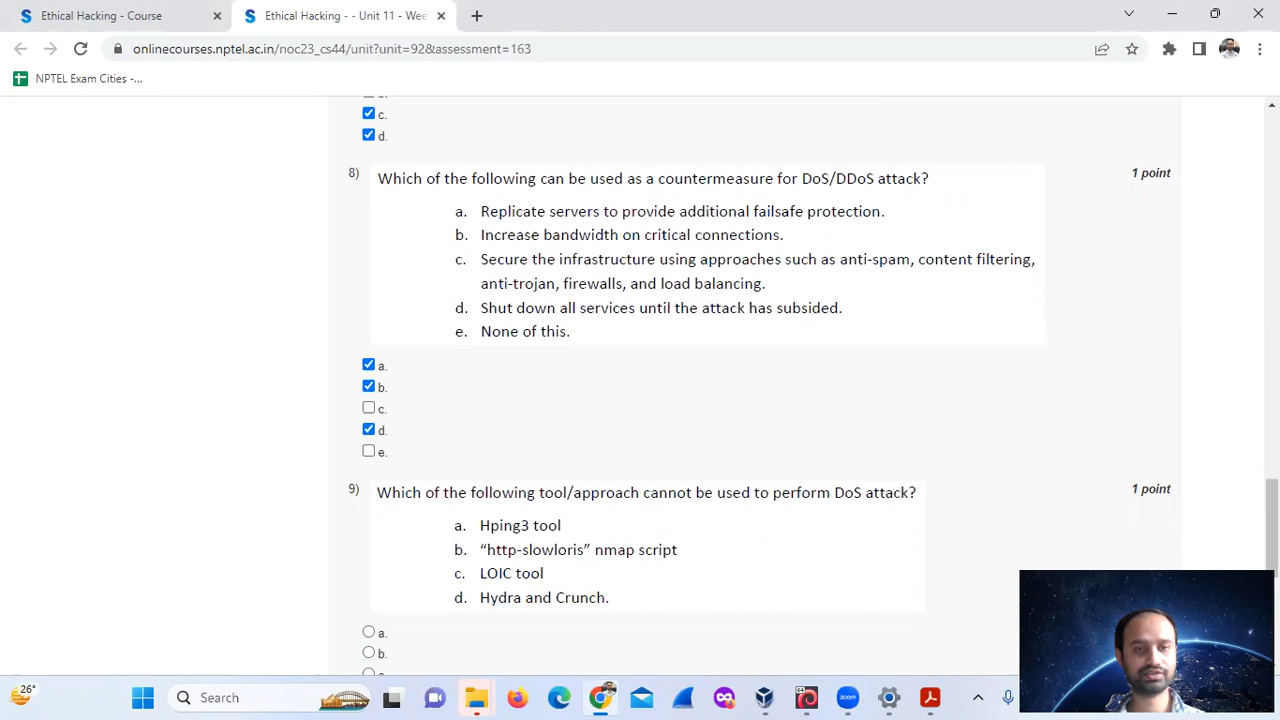 Ethical Hacking - Course
Ethical Hacking - - Unit 11 - Wee
onlinecourses.nptel.ac.in/noc23_cs44/unit?unit=92&assessment=163
NPTEL Exam Cities -...
c.
d.
8) Which of the following can be used as a countermeasure for DoS/DDoS attack? 1 point
a. Replicate servers to provide additional failsafe protection.
b. Increase bandwidth on critical connections.
c. Secure the infrastructure using approaches such as anti-spam, content filtering,
anti-trojan, firewalls, and load balancing.
d. Shut down all services until the attack has subsided.
e. None of this.
a.
b.
c.
d.
e.
9) Which of the following tool/approach cannot be used to perform DoS attack? 1 point
a. Hping3 tool
b. “http-slowloris” nmap script
c. LOIC tool
d. Hydra and Crunch.
a.
b.
26°
Search
zoom